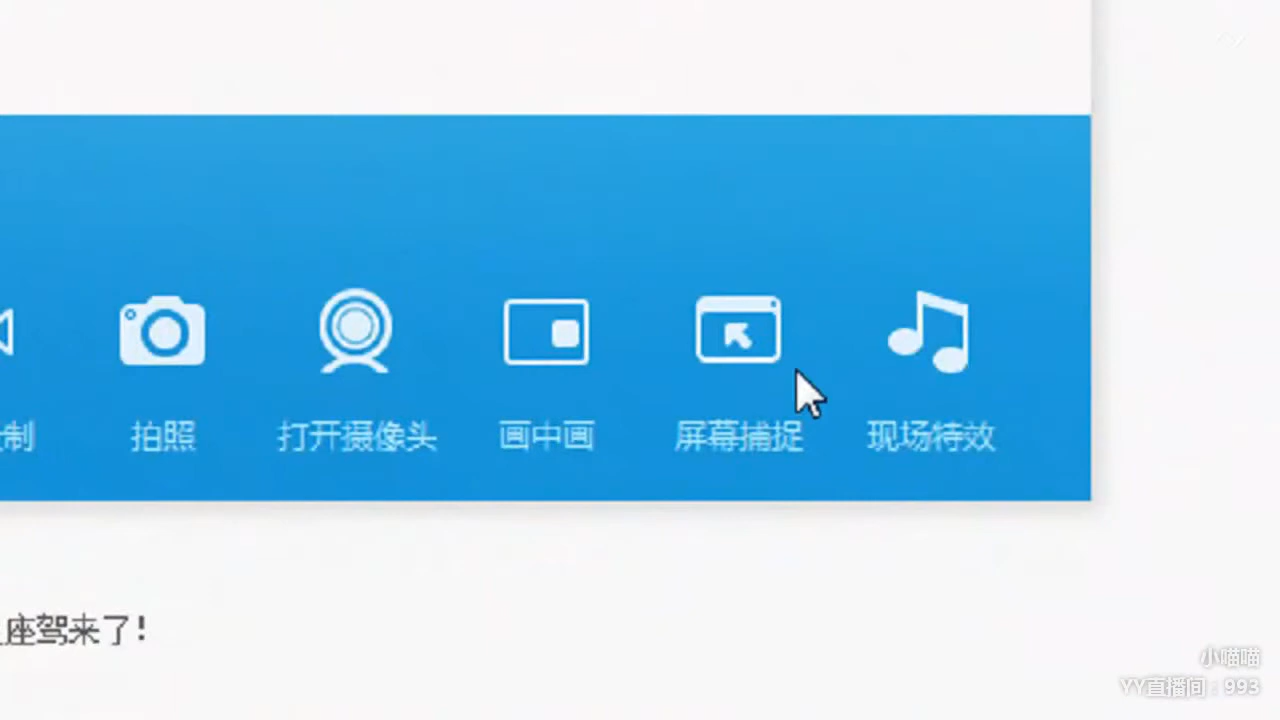 制
拍照
打开摄像头
画中画
屏幕捕捉
现场特效
座驾来了!
小喵喵
YY直播间:993